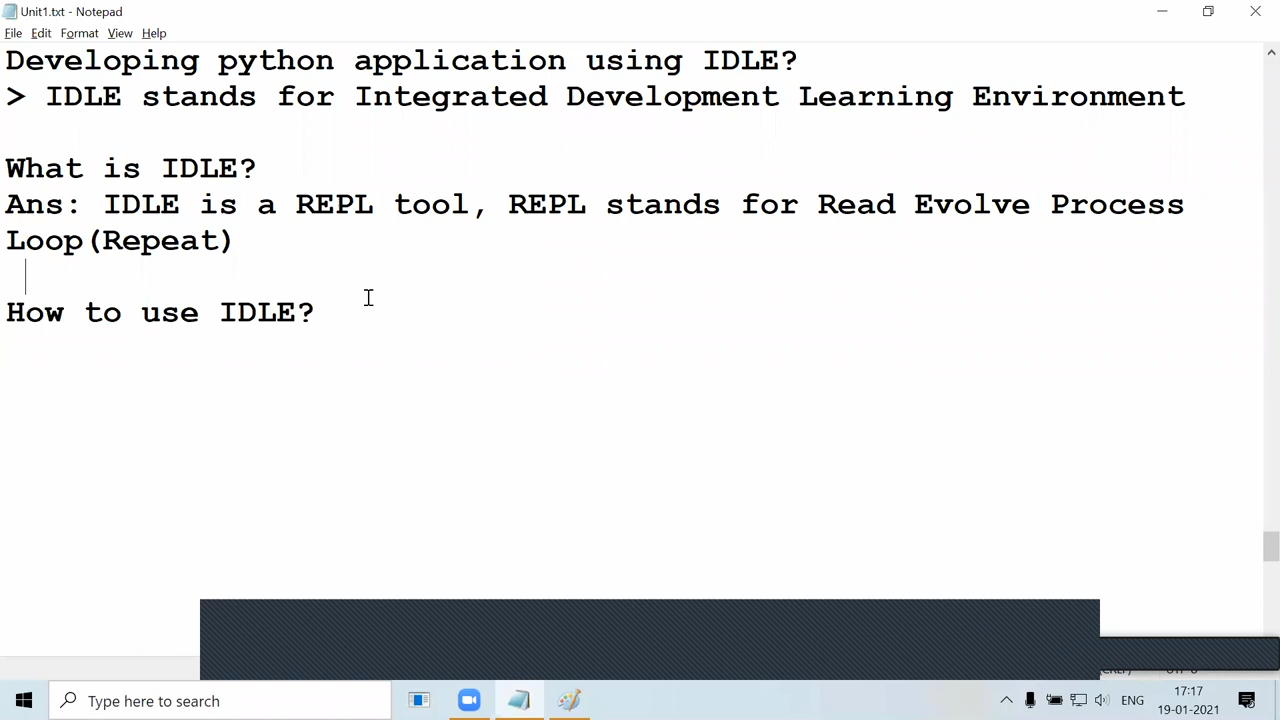 Unit1.txt - Notepad
File Edit Format View Help
Developing python application using IDLE?
> IDLE stands for Integrated Development Learning Environment
What is IDLE?
Ans: IDLE is a REPL tool, REPL stands for Read Evolve Process
Loop(Repeat)
How to use IDLE?
Type here to search
ENG
17:17
19-01-2021